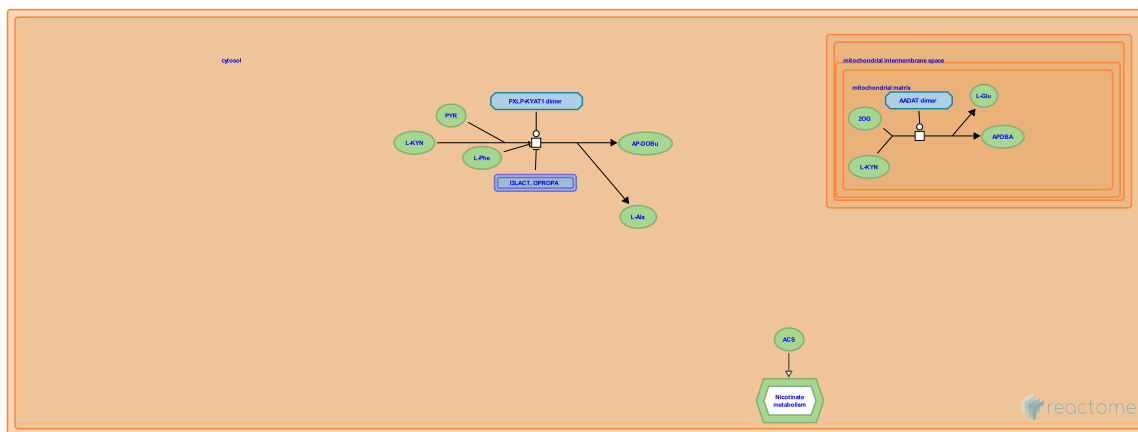 cytosol
mitochondrial intermembrane space
mitochondrial matrix
PXLP-KYAT1 dimer
AADAT dimer
L-Glu
PYR
2OG
L-KYN
AP-DOBu
APDBA
L-Phe
L-KYN
I3LACT, I3PROPA
L-Ala
ACS
Nicotinate
metabolism
reactome